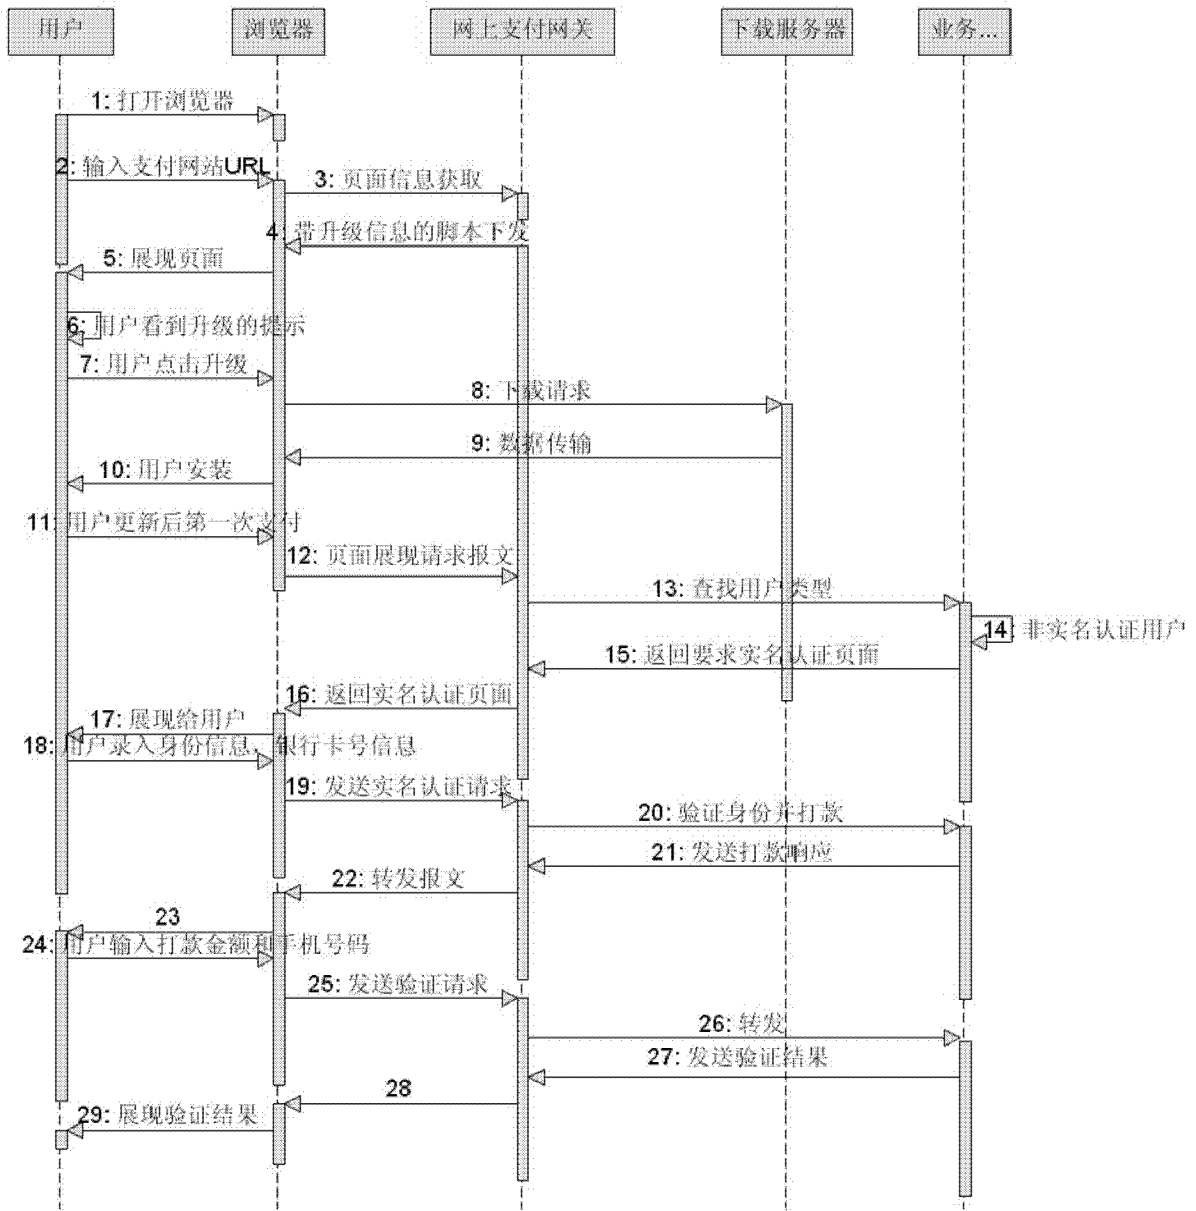 用户
浏览器
网上支付网关
下载服务器
业务...
1: 打开浏览器
2: 输入支付网站URL
3: 页面信息获取
4: 带升级信息的脚本下发
5: 展现页面
6: 用户看到升级的提示
7: 用户点击升级
8: 下载请求
9: 数据传输
10: 用户安装
11: 用户更新后第一次支付
12: 页面展现请求报文
13: 查找用户类型
14: 非实名认证用户
15: 返回要求实名认证页面
16: 返回实名认证页面
17: 展现给用户
18: 用户录入身份信息，银行卡号信息
19: 发送实名认证请求
20: 验证身份并打款
21: 发送打款响应
22: 转发报文
23
24: 用户输入打款金额和手机号码
25: 发送验证请求
26: 转发
27: 发送验证结果
28
29: 展现验证结果